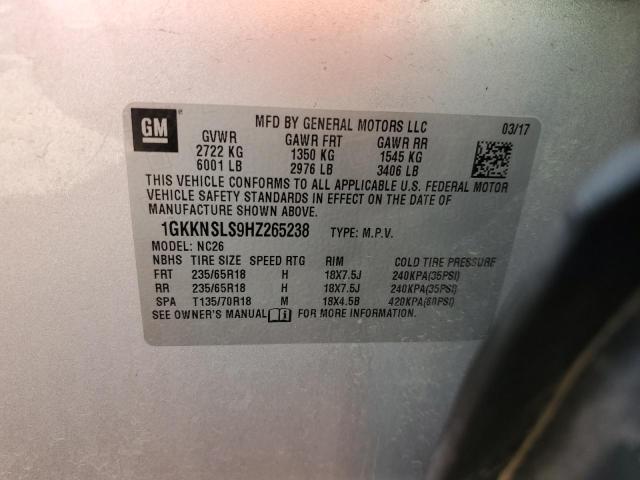 GM
MFD BY GENERAL MOTORS LLC 03/17
GVWR GAWR FRT GAWR RR
2722 KG 1350 KG 1545 KG
6001 LB 2976 LB 3406 LB
THIS VEHICLE CONFORMS TO ALL APPLICABLE U.S. FEDERAL MOTOR
VEHICLE SAFETY STANDARDS IN EFFECT ON THE DATE OF
MANUFACTURE SHOWN ABOVE.
1GKKNSLS9HZ265238 TYPE: M.P.V.
MODEL: NC26
NBHS TIRE SIZE SPEED RTG RIM COLD TIRE PRESSURE
FRT 235/65R18 H 18X7.5J 240KPA(35PSI)
RR 235/65R18 H 18X7.5J 240KPA(35PSI)
SPA T135/70R18 M 18X4.5B 420KPA(60PSI)
SEE OWNER'S MANUAL FOR MORE INFORMATION.